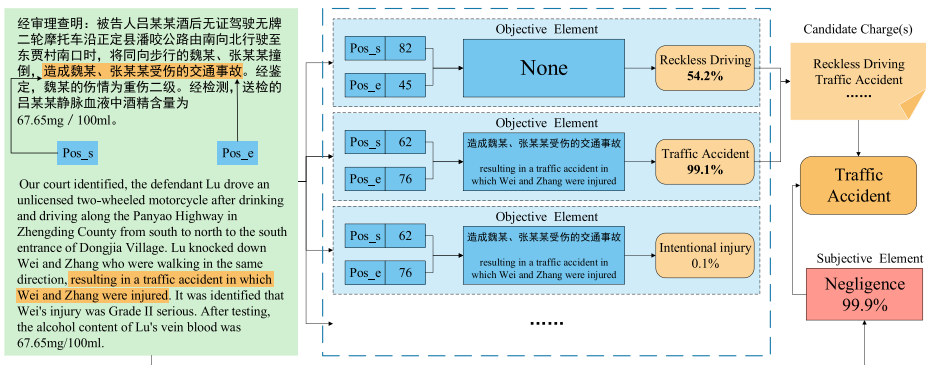 经审理查明：被告人吕某某酒后无证驾驶无牌
二轮摩托车沿正定县潘咬公路由南向北行驶至
东贾村南口时，将同向步行的魏某、张某某撞
倒，造成魏某、张某某受伤的交通事故。经鉴
定，魏某的伤情为重伤二级。经检测，送检的
吕某某静脉血液中酒精含量为
67.65mg / 100ml。
Pos_s
Pos_e
Our court identified, the defendant Lu drove an
unlicensed two-wheeled motorcycle after drinking
and driving along the Panyao Highway in
Zhengding County from south to north to the south
entrance of Dongjia Village. Lu knocked down
Wei and Zhang who were walking in the same
direction, resulting in a traffic accident in which
Wei and Zhang were injured. It was identified that
Wei's injury was Grade II serious. After testing,
the alcohol content of Lu's vein blood was
67.65mg/100ml.
Objective Element
Pos_s 82
Pos_e 45
None
Reckless Driving
54.2%
Objective Element
Pos_s 62
Pos_e 76
造成魏某、张某某受伤的交通事故
resulting in a traffic accident in
which Wei and Zhang were injured
Traffic Accident
99.1%
Objective Element
Pos_s 62
Pos_e 76
造成魏某、张某某受伤的交通事故
resulting in a traffic accident in
which Wei and Zhang were injured
Intentional injury
0.1%
......
Candidate Charge(s)
Reckless Driving
Traffic Accident
......
Traffic
Accident
Subjective Element
Negligence
99.9%